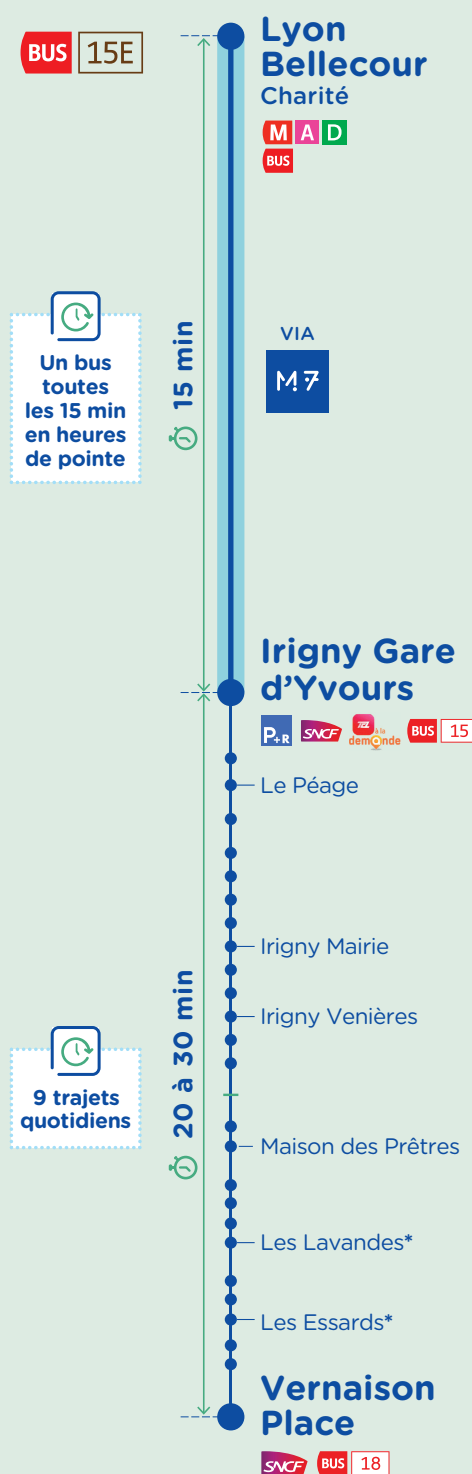 BUS 15E
Lyon
Bellecour
Charité
M A D
BUS
Un bus
toutes
les 15 min
en heures
de pointe
15 min
VIA
M7
Irigny Gare
d'Yvours
P+R SNCF TCL à la demande BUS 15
Le Péage
Irigny Mairie
Irigny Venières
20 à 30 min
9 trajets
quotidiens
Maison des Prêtres
Les Lavandes*
Les Essards*
Vernaison
Place
SNCF BUS 18